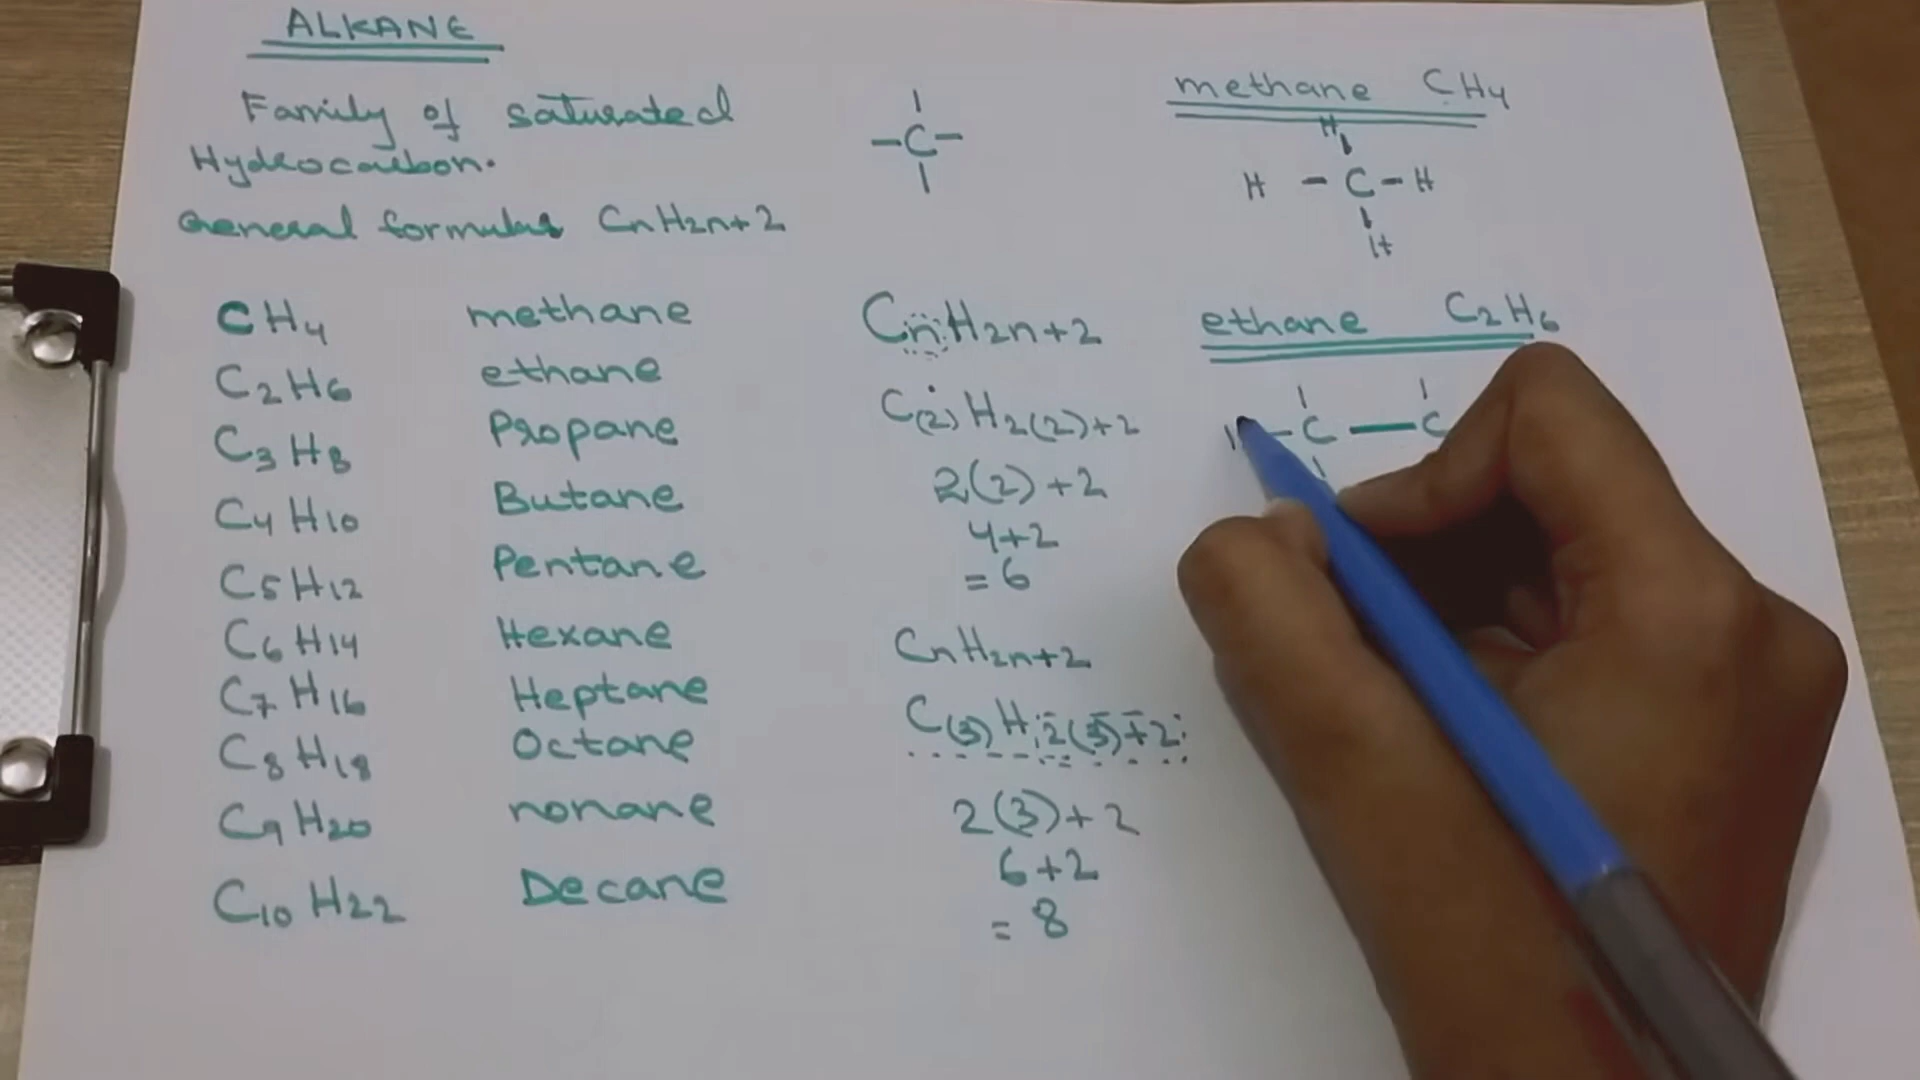 ALKANE
Family of saturated
Hydrocarbon.
General formular CnH2n+2
CH4 methane
C2H6 ethane
C3H8 Propane
C4H10 Butane
C5H12 Pentane
C6H14 Hexane
C7H16 Heptane
C8H18 Octane
C9H20 nonane
C10H22 Decane
-C-
CnH2n+2
C(2)H2(2)+2
2(2)+2
4+2
=6
CnH2n+2
C(3)H2(3)+2
2(3)+2
6+2
= 8
methane CH4
H
H - C - H
H
ethane C2H6
C — C